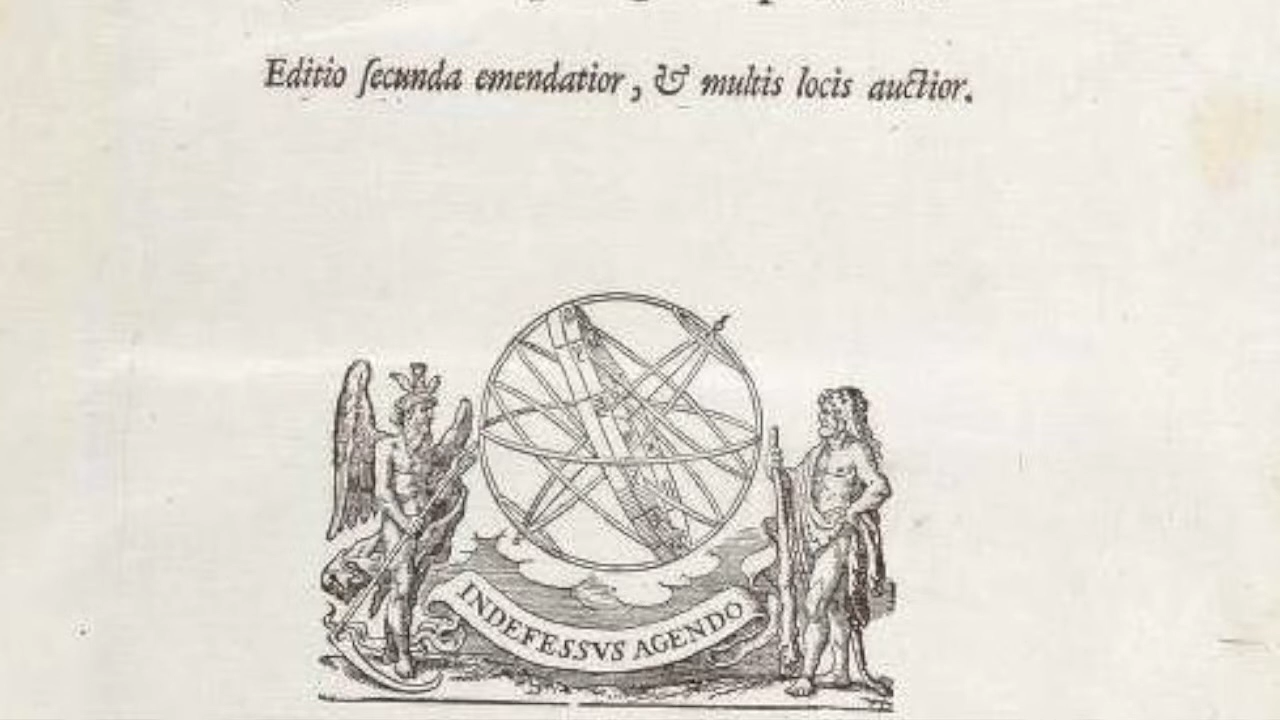 Editio ſecunda emendatior, & multis locis auctior.
INDEFESSVS AGENDO